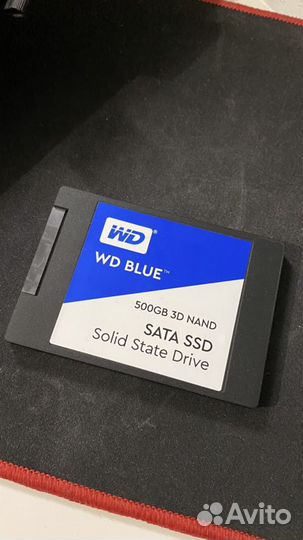 WD
WD BLUE™
500GB 3D NAND
SATA SSD
Solid State Drive
Avito